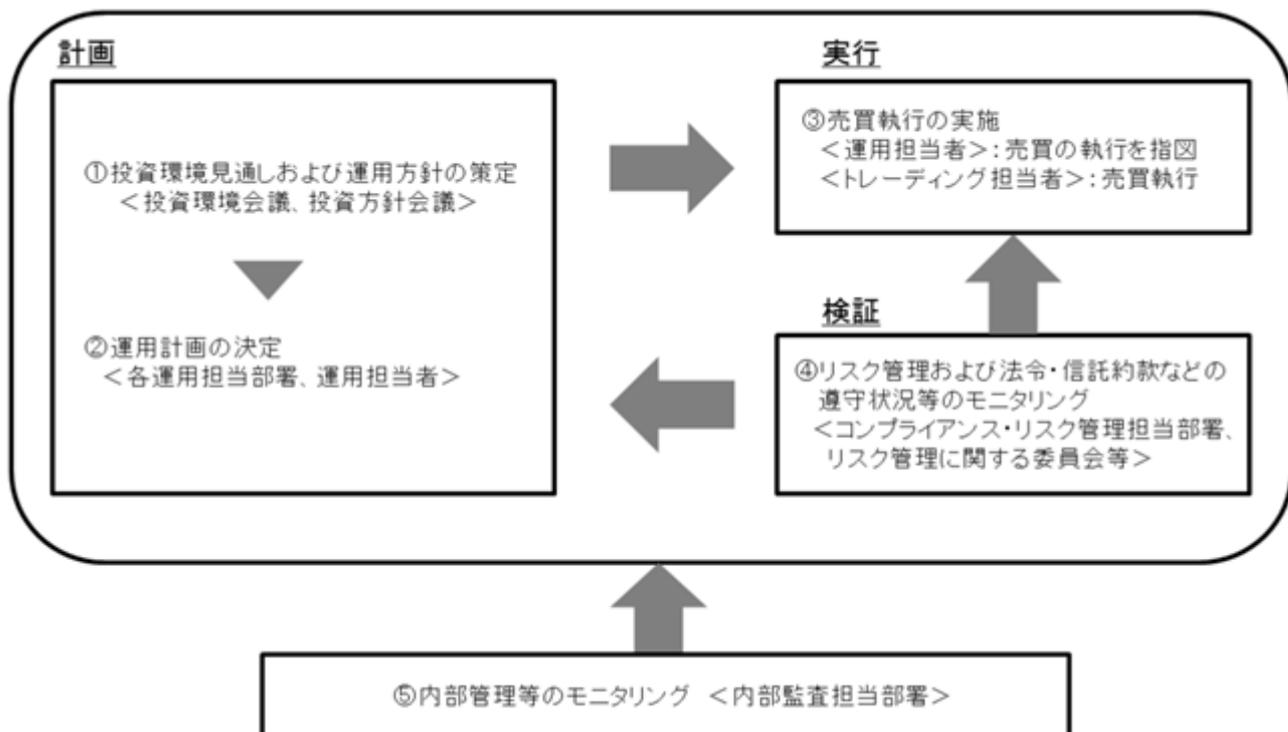 計画
①投資環境見通しおよび運用方針の策定
＜投資環境会議、投資方針会議＞
②運用計画の決定
＜各運用担当部署、運用担当者＞
実行
③売買執行の実施
＜運用担当者＞：売買の執行を指図
＜トレーディング担当者＞：売買執行
検証
④リスク管理および法令・信託約款などの
遵守状況等のモニタリング
＜コンプライアンス・リスク管理担当部署、
リスク管理に関する委員会等＞
⑤内部管理等のモニタリング ＜内部監査担当部署＞